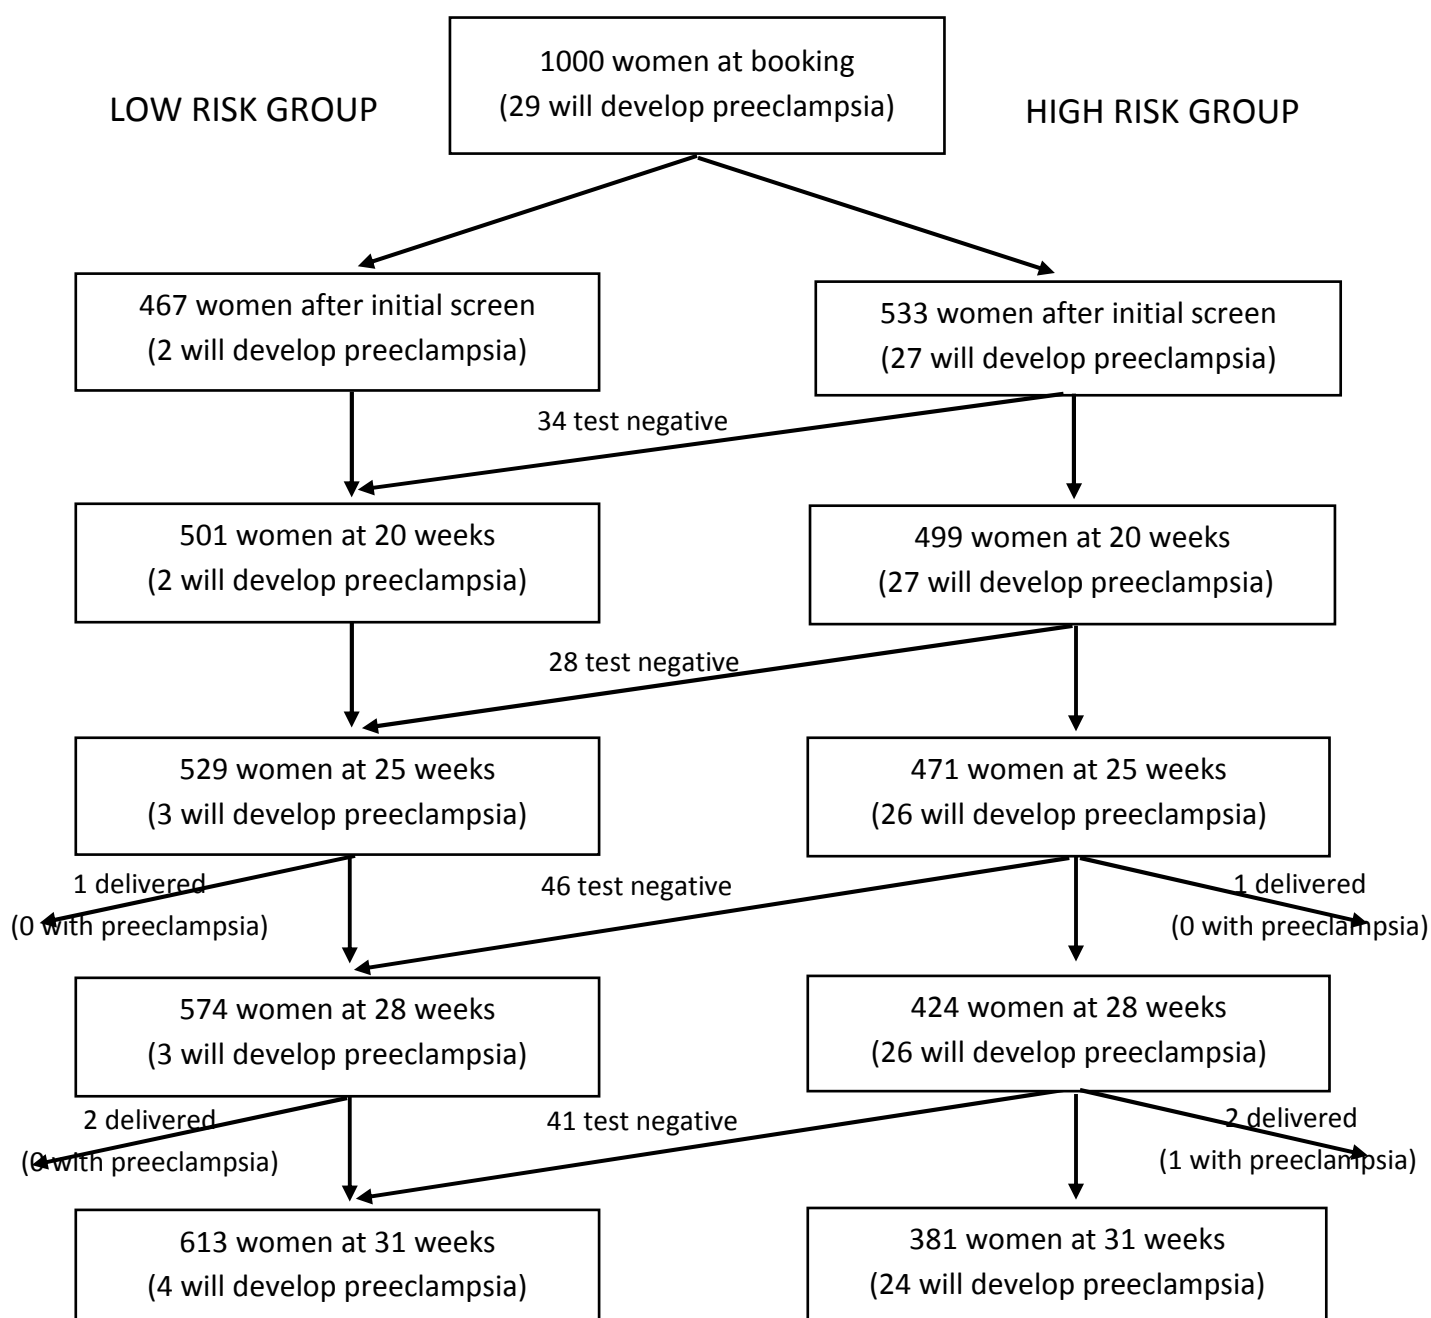 1000 women at booking
(29 will develop preeclampsia)
LOW RISK GROUP
HIGH RISK GROUP
467 women after initial screen
(2 will develop preeclampsia)
533 women after initial screen
(27 will develop preeclampsia)
34 test negative
501 women at 20 weeks
(2 will develop preeclampsia)
499 women at 20 weeks
(27 will develop preeclampsia)
28 test negative
529 women at 25 weeks
(3 will develop preeclampsia)
471 women at 25 weeks
(26 will develop preeclampsia)
1 delivered
(0 with preeclampsia)
46 test negative
1 delivered
(0 with preeclampsia)
574 women at 28 weeks
(3 will develop preeclampsia)
424 women at 28 weeks
(26 will develop preeclampsia)
2 delivered
(0 with preeclampsia)
41 test negative
2 delivered
(1 with preeclampsia)
613 women at 31 weeks
(4 will develop preeclampsia)
381 women at 31 weeks
(24 will develop preeclampsia)